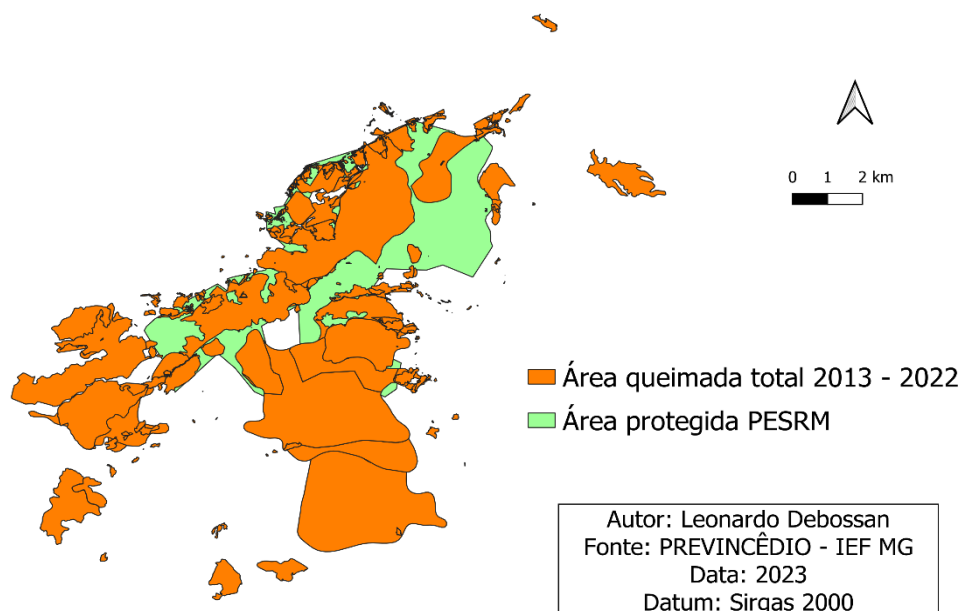 0 1 2 km
Área queimada total 2013 - 2022
Área protegida PESRM
Autor: Leonardo Debossan
Fonte: PREVINCÊDIO - IEF MG
Data: 2023
Datum: Sirgas 2000